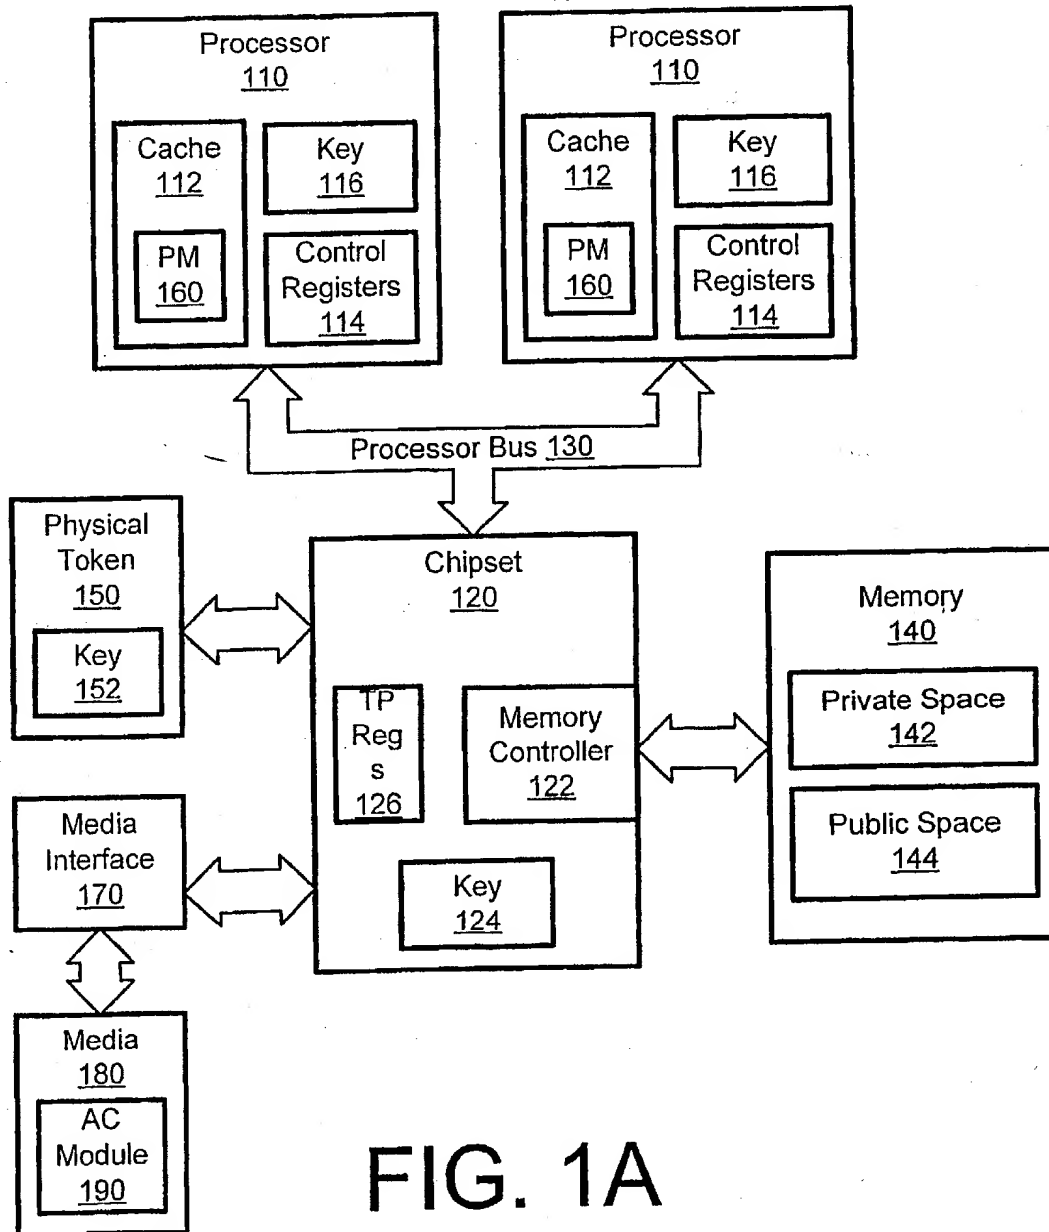 Processor
110
Cache
112
PM
160
Key
116
Control
Registers
114
Processor
110
Cache
112
PM
160
Key
116
Control
Registers
114
Processor Bus 130
Physical
Token
150
Key
152
Chipset
120
TP
Reg
s
126
Memory
Controller
122
Key
124
Memory
140
Private Space
142
Public Space
144
Media
Interface
170
Media
180
AC
Module
190
FIG. 1A